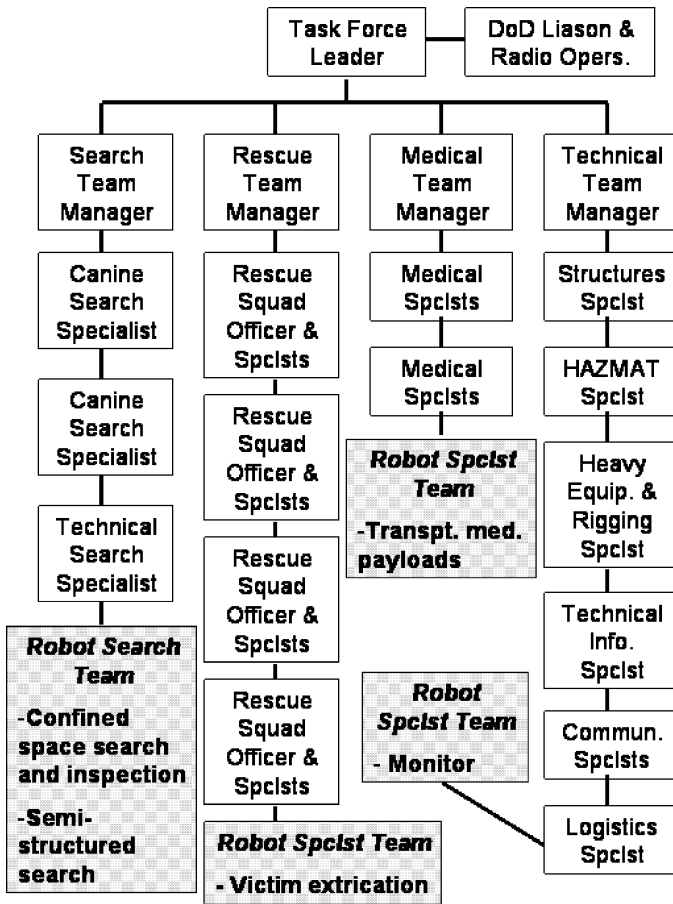 Task Force
Leader
DoD Liason &
Radio Opers.
Search
Team
Manager
Canine
Search
Specialist
Canine
Search
Specialist
Technical
Search
Specialist
Robot Search
Team
-Confined
space search
and inspection
-Semi-
structured
search
Rescue
Team
Manager
Rescue
Squad
Officer &
Spclsts
Rescue
Squad
Officer &
Spclsts
Rescue
Squad
Officer &
Spclsts
Rescue
Squad
Officer &
Spclsts
Robot Spclst Team
- Victim extrication
Medical
Team
Manager
Medical
Spclsts
Medical
Spclsts
Robot Spclst
Team
-Transpt. med.
payloads
Technical
Team
Manager
Structures
Spclst
HAZMAT
Spclst
Heavy
Equip. &
Rigging
Spclst
Technical
Info.
Spclst
Commun.
Spclsts
Logistics
Spclst
Robot
Spclst Team
- Monitor